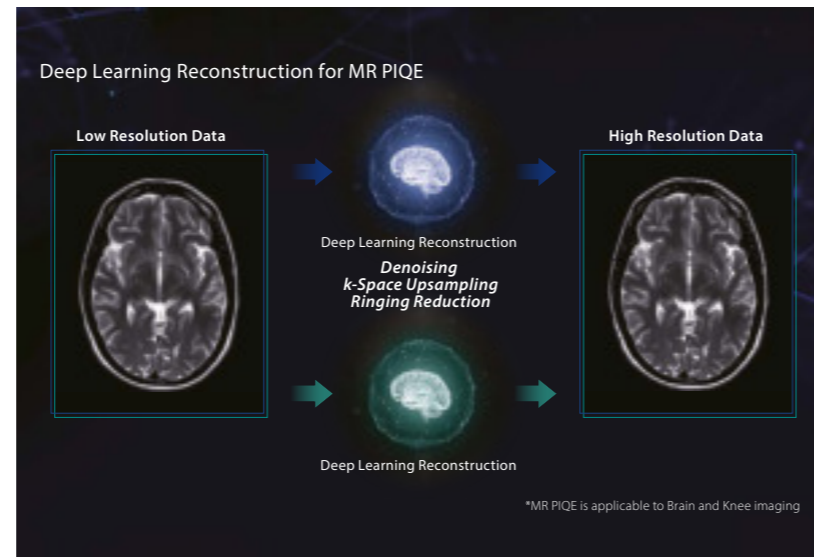 Deep Learning Reconstruction for MR PIQE
Low Resolution Data
High Resolution Data
Deep Learning Reconstruction
Denoising
k-Space Upsampling
Ringing Reduction
Deep Learning Reconstruction
*MR PIQE is applicable to Brain and Knee imaging